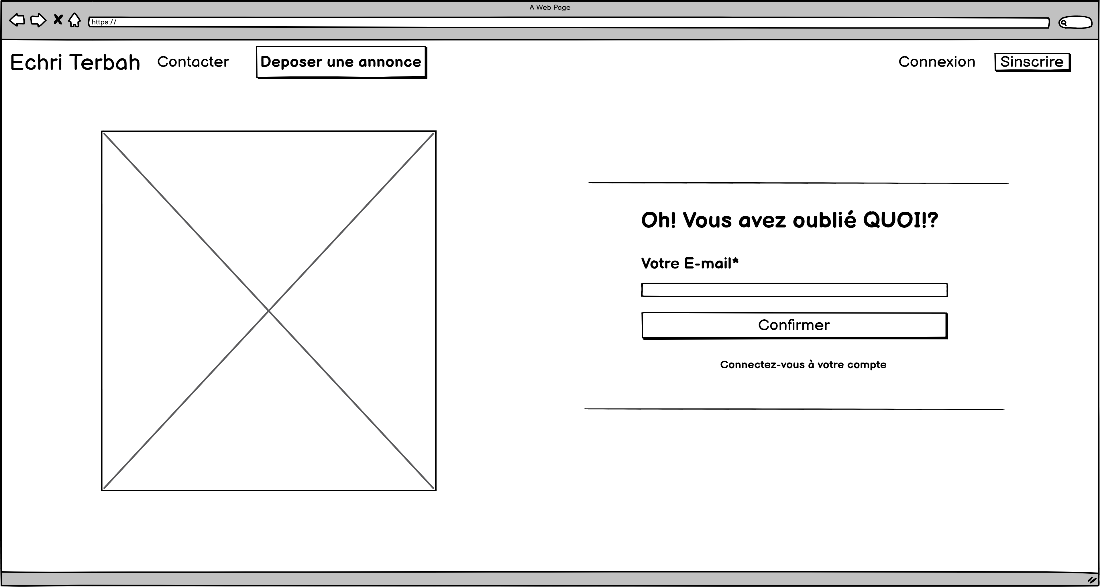 A Web Page
https://
Echri Terbah Contacter Deposer une annonce Connexion Sinscrire
Oh! Vous avez oublié QUOI!?
Votre E-mail*
Confirmer
Connectez-vous à votre compte